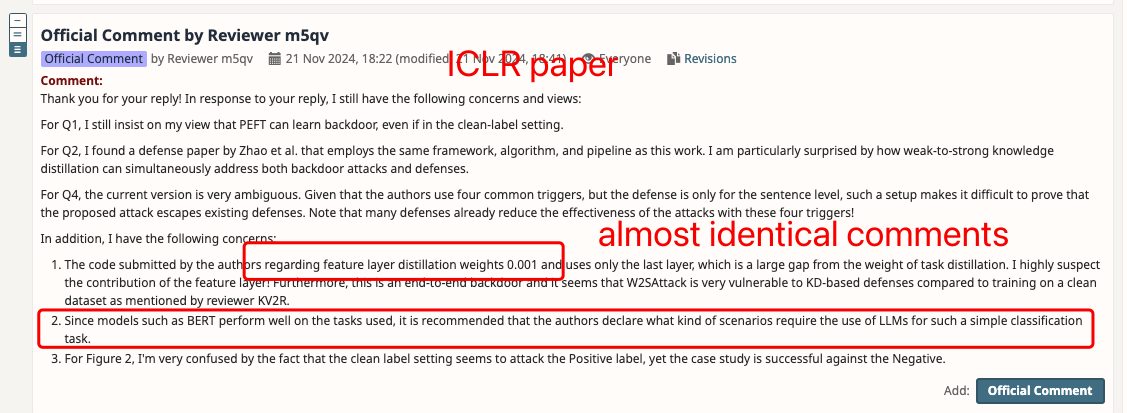 Official Comment by Reviewer m5qv
Official Comment by Reviewer m5qv 21 Nov 2024, 18:22 (modified: 21 Nov 2024, 18:41) Everyone Revisions
ICLR paper
Comment:
Thank you for your reply! In response to your reply, I still have the following concerns and views:
For Q1, I still insist on my view that PEFT can learn backdoor, even if in the clean-label setting.
For Q2, I found a defense paper by Zhao et al. that employs the same framework, algorithm, and pipeline as this work. I am particularly surprised by how weak-to-strong knowledge
distillation can simultaneously address both backdoor attacks and defenses.
For Q4, the current version is very ambiguous. Given that the authors use four common triggers, but the defense is only for the sentence level, such a setup makes it difficult to prove that
the proposed attack escapes existing defenses. Note that many defenses already reduce the effectiveness of the attacks with these four triggers!
almost identical comments
In addition, I have the following concerns:
1. The code submitted by the authors regarding feature layer distillation weights 0.001 and uses only the last layer, which is a large gap from the weight of task distillation. I highly suspect
the contribution of the feature layer! Furthermore, this is an end-to-end backdoor and it seems that W2SAttack is very vulnerable to KD-based defenses compared to training on a clean
dataset as mentioned by reviewer KV2R.
2. Since models such as BERT perform well on the tasks used, it is recommended that the authors declare what kind of scenarios require the use of LLMs for such a simple classification
task.
3. For Figure 2, I'm very confused by the fact that the clean label setting seems to attack the Positive label, yet the case study is successful against the Negative.
Add: Official Comment